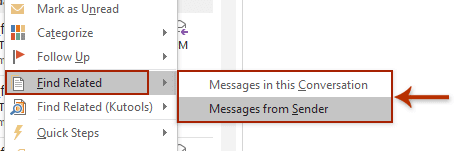 Mark as Unread
Categorize
Follow Up
Find Related
Find Related (Kutools)
Quick Steps
Messages in this Conversation
Messages from Sender